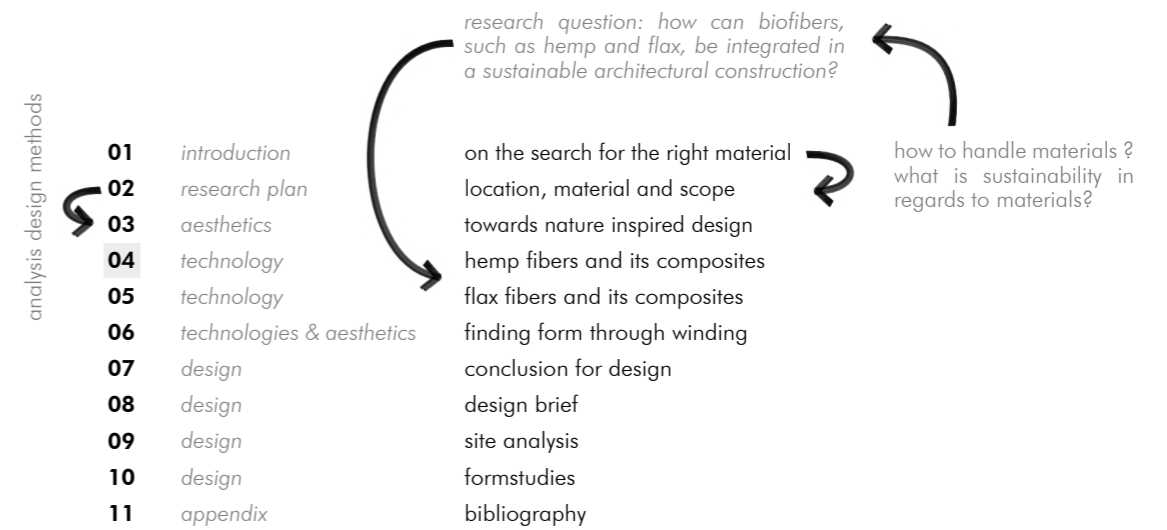 research question: how can biofibers,
such as hemp and flax, be integrated in
a sustainable architectural construction?
how to handle materials ?
what is sustainability in
regards to materials?
analysis design methods
01 introduction on the search for the right material
02 research plan location, material and scope
03 aesthetics towards nature inspired design
04 technology hemp fibers and its composites
05 technology flax fibers and its composites
06 technologies & aesthetics finding form through winding
07 design conclusion for design
08 design design brief
09 design site analysis
10 design formstudies
11 appendix bibliography